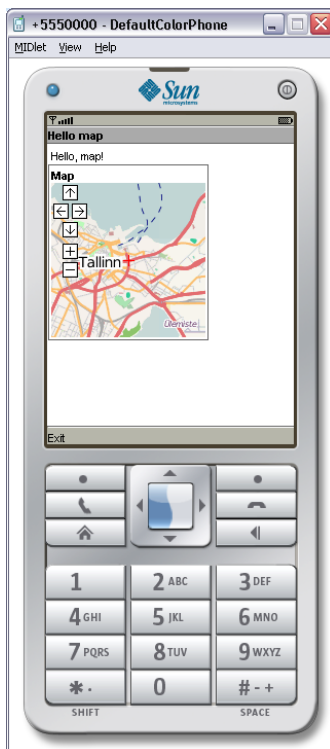 +5550000 - DefaultColorPhone
MIDlet View Help
Sun
microsystems
Hello map
Hello, map!
Map
Tallinn
Ülemiste
Exit
1 2 ABC 3 DEF
4 GHI 5 JKL 6 MNO
7 PQRS 8 TUV 9 WXYZ
* . 0 # - +
SHIFT SPACE